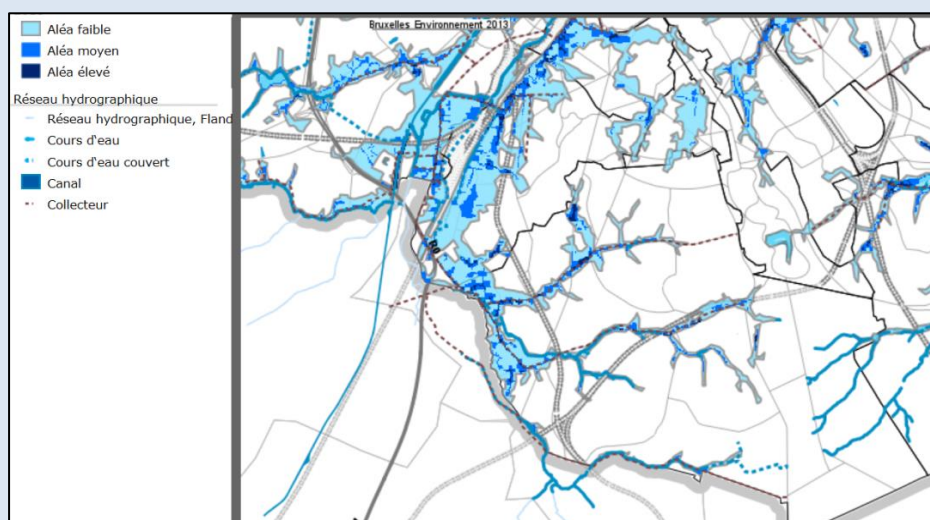 Aléa faible
Aléa moyen
Aléa élevé
Réseau hydrographique
Réseau hydrographique, Fland
Cours d'eau
Cours d'eau couvert
Canal
Collecteur
Bruxelles Environnement 2013
R0